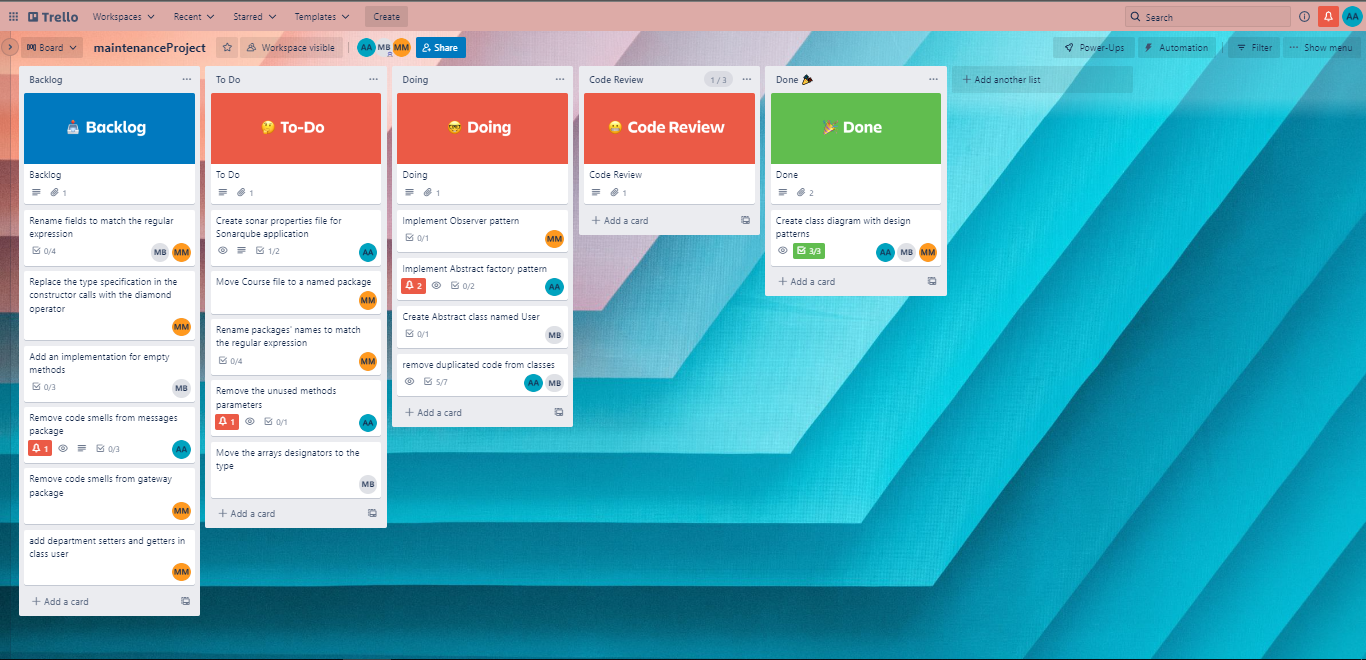 Trello
Workspaces
Recent
Starred
Templates
Create
Search
AA
Board
maintenanceProject
Workspace visible
AA MB MM
Share
Power-Ups
Automation
Filter
Show menu
Backlog
Backlog
Backlog
1
Rename fields to match the regular
expression
0/4
MB MM
Replace the type specification in the
constructor calls with the diamond
operator
MM
Add an implementation for empty
methods
0/3
MB
Remove code smells from messages
package
1
0/3
AA
Remove code smells from gateway
package
MM
add department setters and getters in
class user
MM
+ Add a card
To Do
To-Do
To Do
1
Create sonar properties file for
Sonarqube application
1/2
AA
Move Course file to a named package
MM
Rename packages' names to match
the regular expression
0/4
MM
Remove the unused methods
parameters
1
0/1
AA
Move the arrays designators to the
type
MB
+ Add a card
Doing
Doing
Doing
1
Implement Observer pattern
0/1
MM
Implement Abstract factory pattern
2
0/2
AA
Create Abstract class named User
0/1
MB
remove duplicated code from classes
5/7
AA MB
+ Add a card
Code Review
1 / 3
Code Review
Code Review
1
+ Add a card
Done
Done
Done
2
Create class diagram with design
patterns
3/3
AA MB MM
+ Add a card
+ Add another list